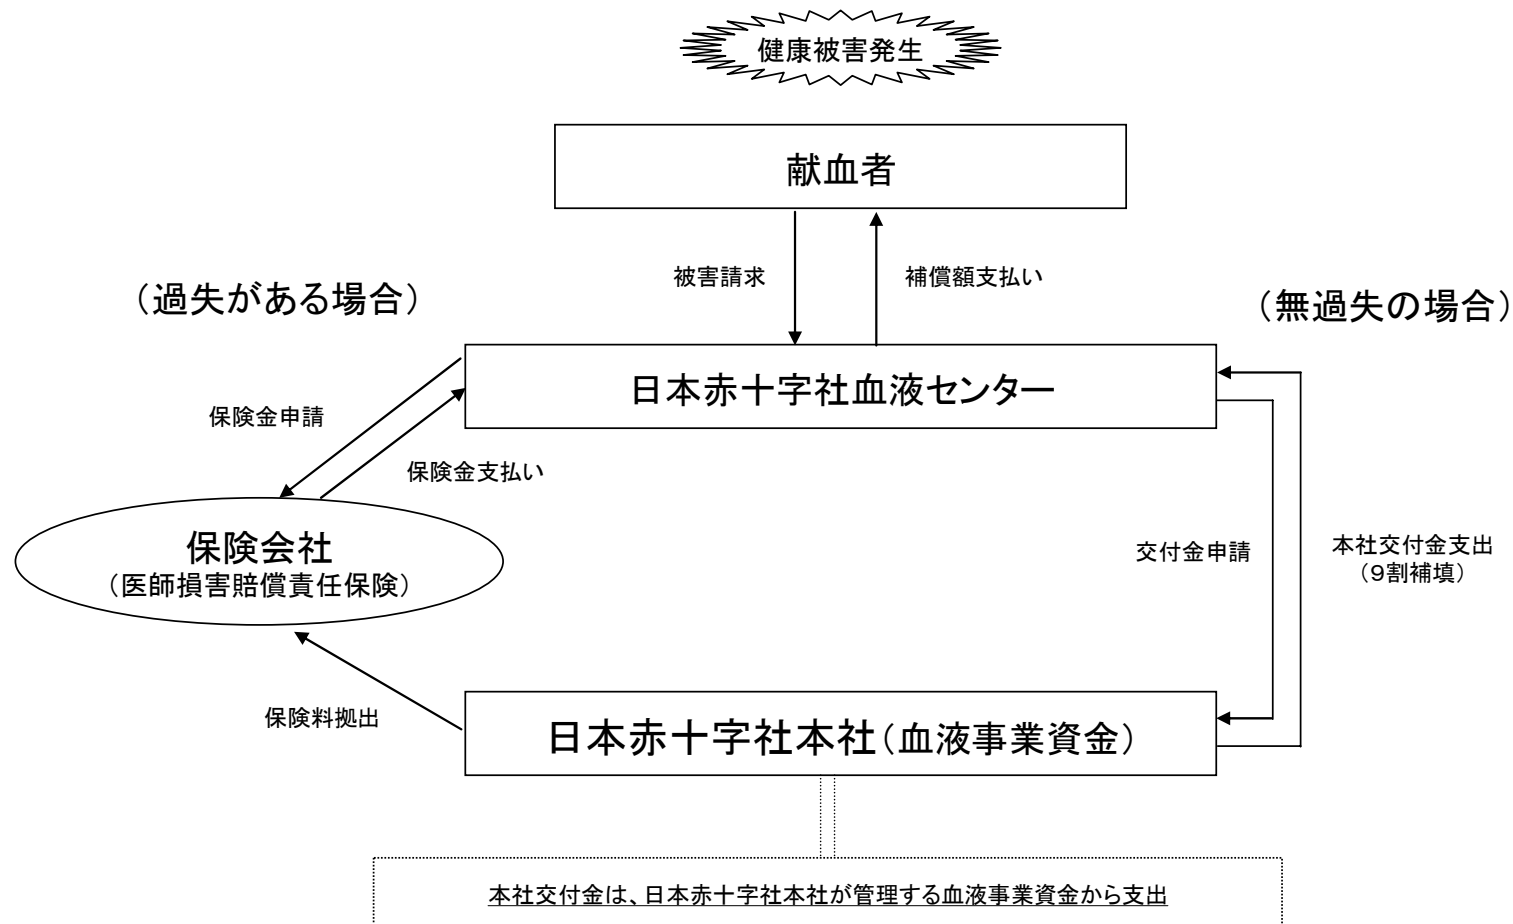 健康被害発生
献血者
被害請求
補償額支払い
（過失がある場合）
（無過失の場合）
日本赤十字社血液センター
保険金申請
保険金支払い
保険会社
（医師損害賠償責任保険）
交付金申請
本社交付金支出
（９割補填）
保険料拠出
日本赤十字社本社（血液事業資金）
本社交付金は、日本赤十字社本社が管理する血液事業資金から支出